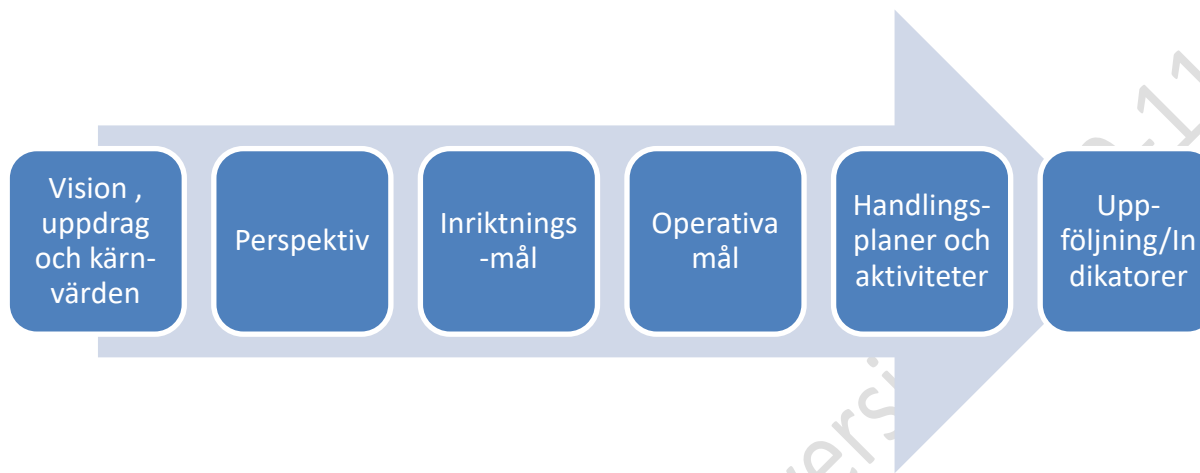 Vision ,
uppdrag
och kärn-
värden
Perspektiv
Inriktnings
-mål
Operativa
mål
Handlings-
planer och
aktiviteter
Upp-
följning/In
dikatorer